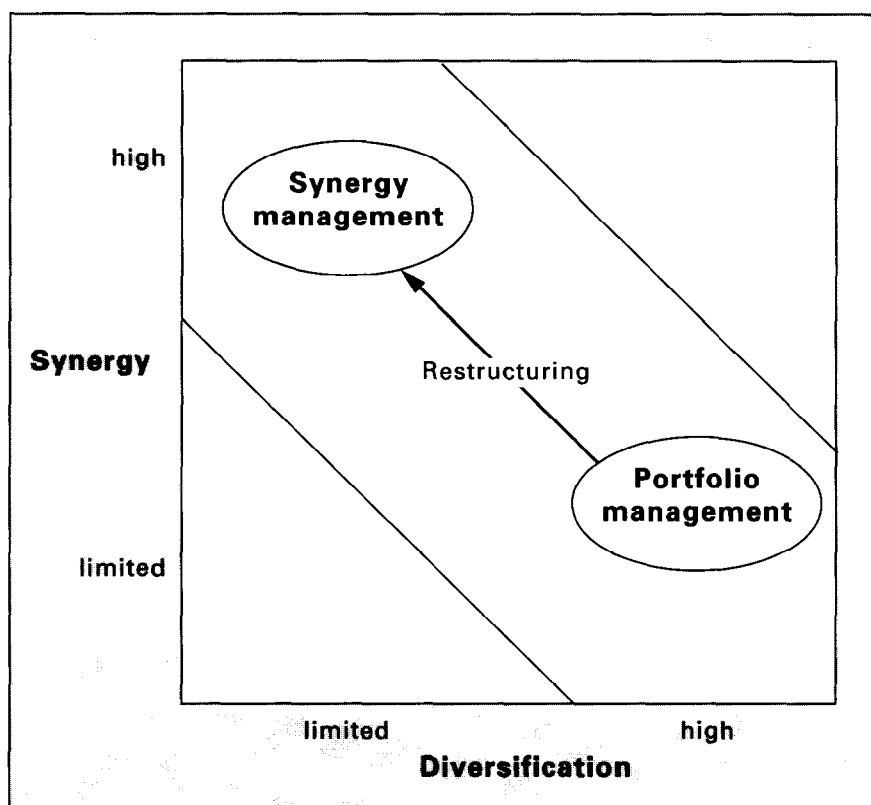 high
Synergy
management
Synergy
Restructuring
Portfolio
management
limited
limited
high
Diversification